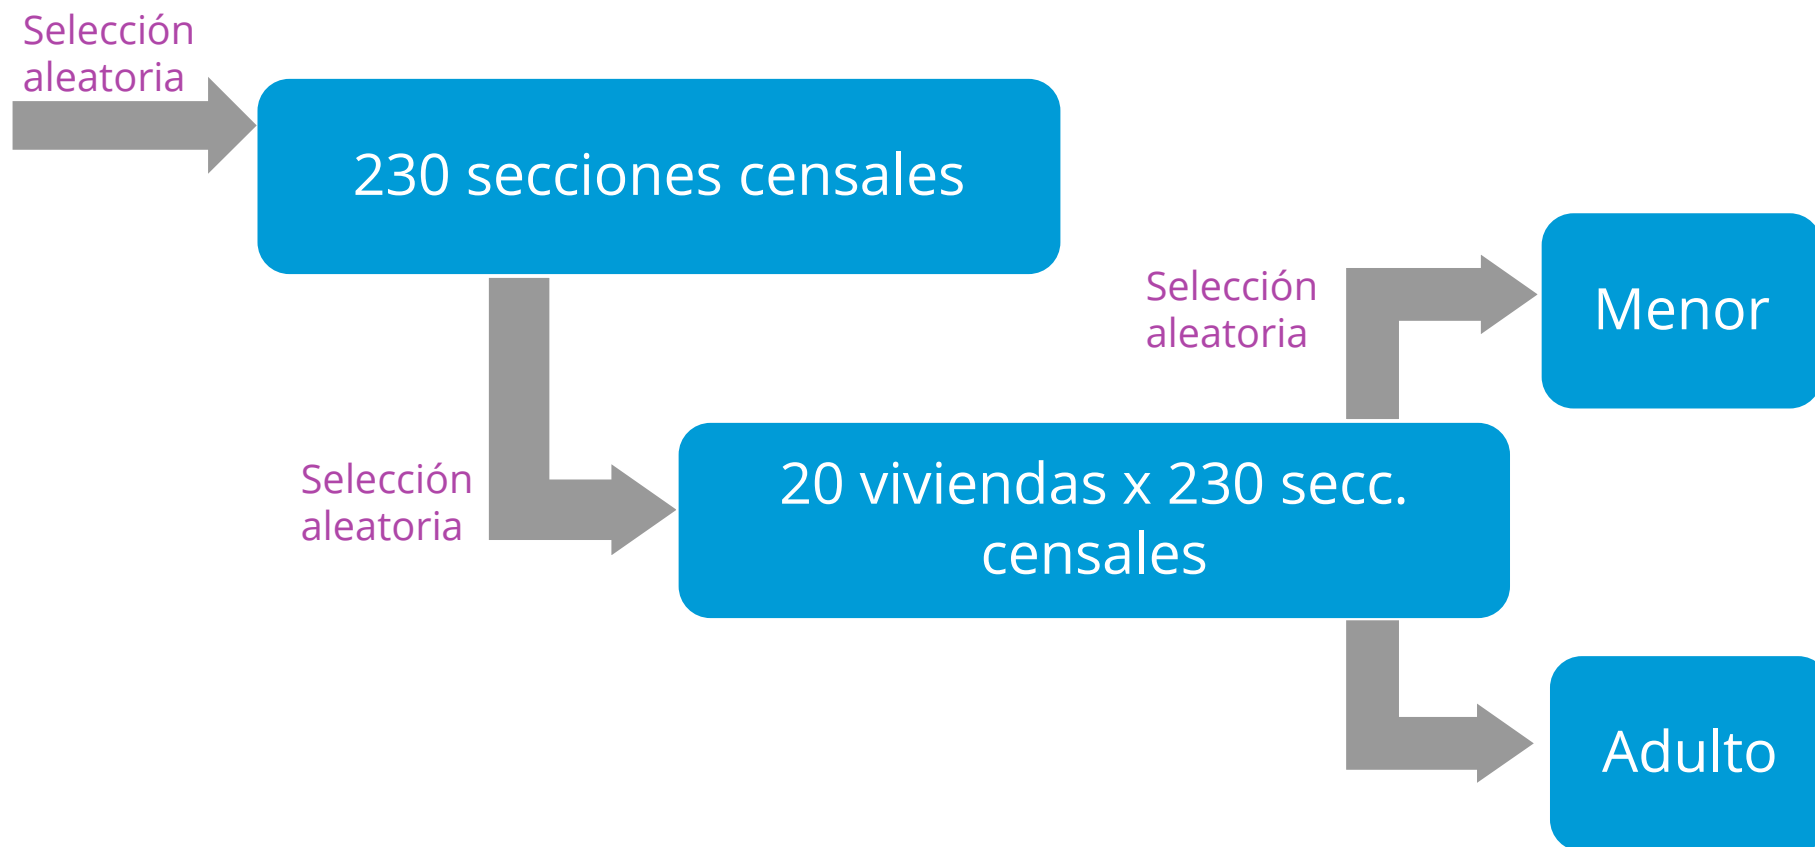 Selección
aleatoria
230 secciones censales
Selección
aleatoria
Menor
Selección
aleatoria
20 viviendas x 230 secc.
censales
Adulto